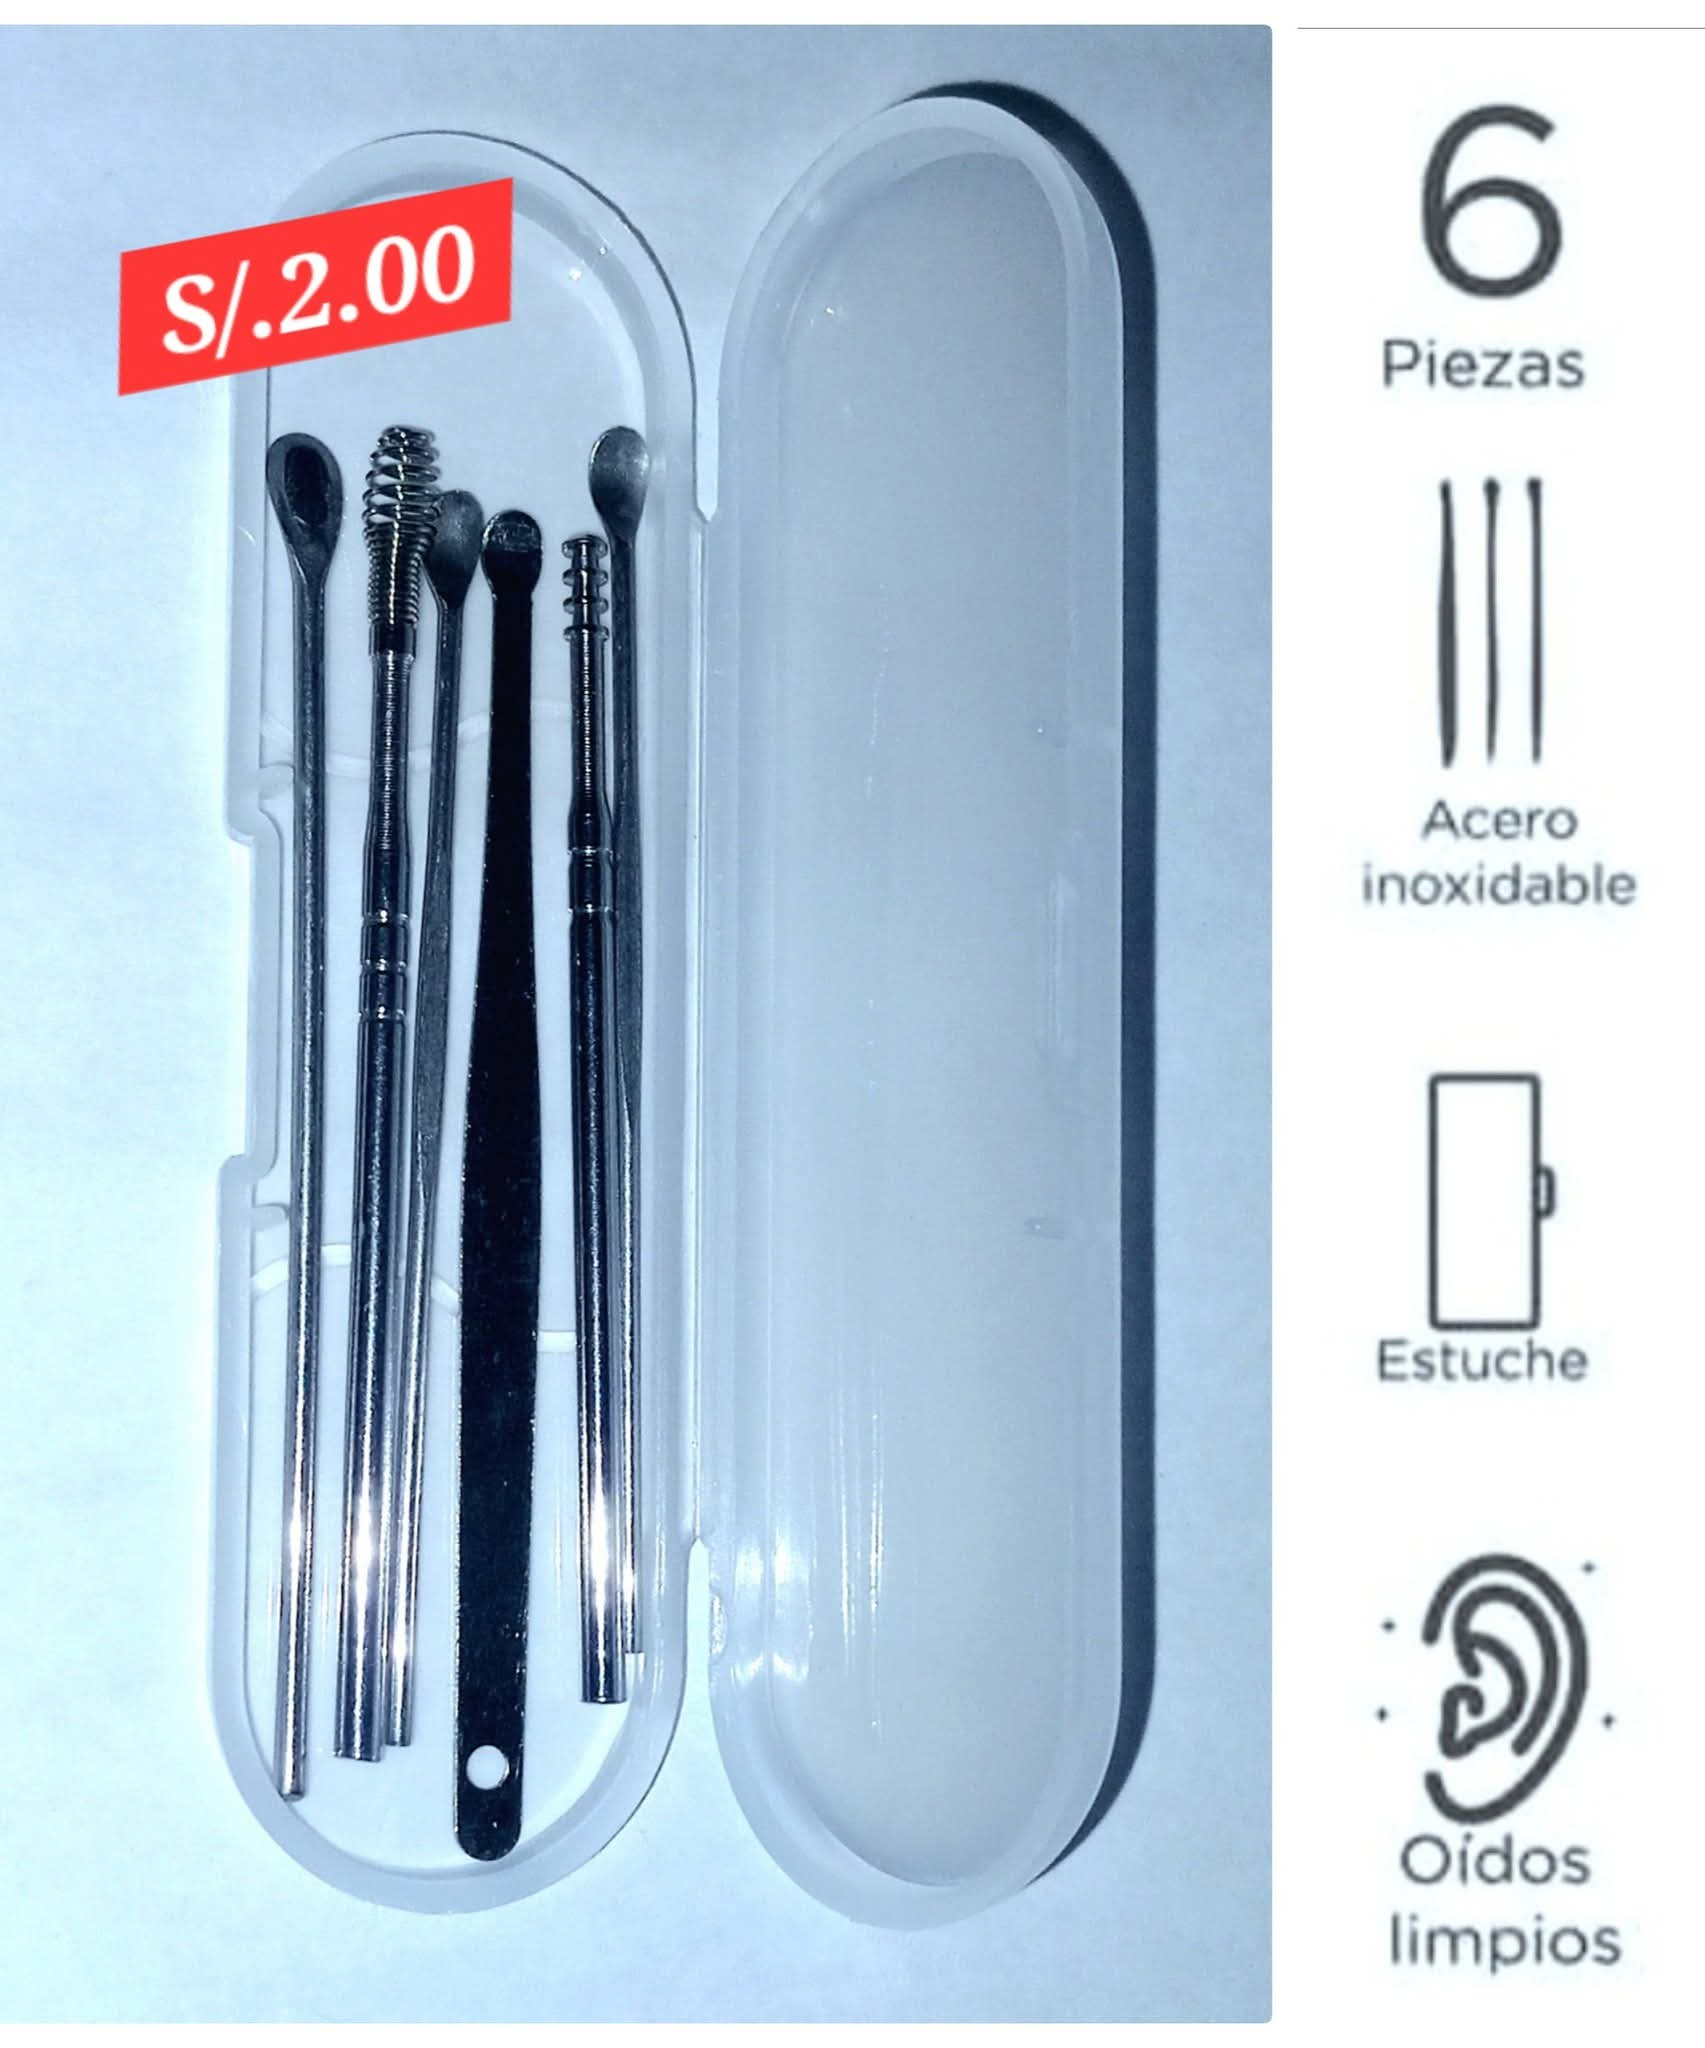 S/.2.00
6
Piezas
Acero
inoxidable
Estuche
Oídos
limpios